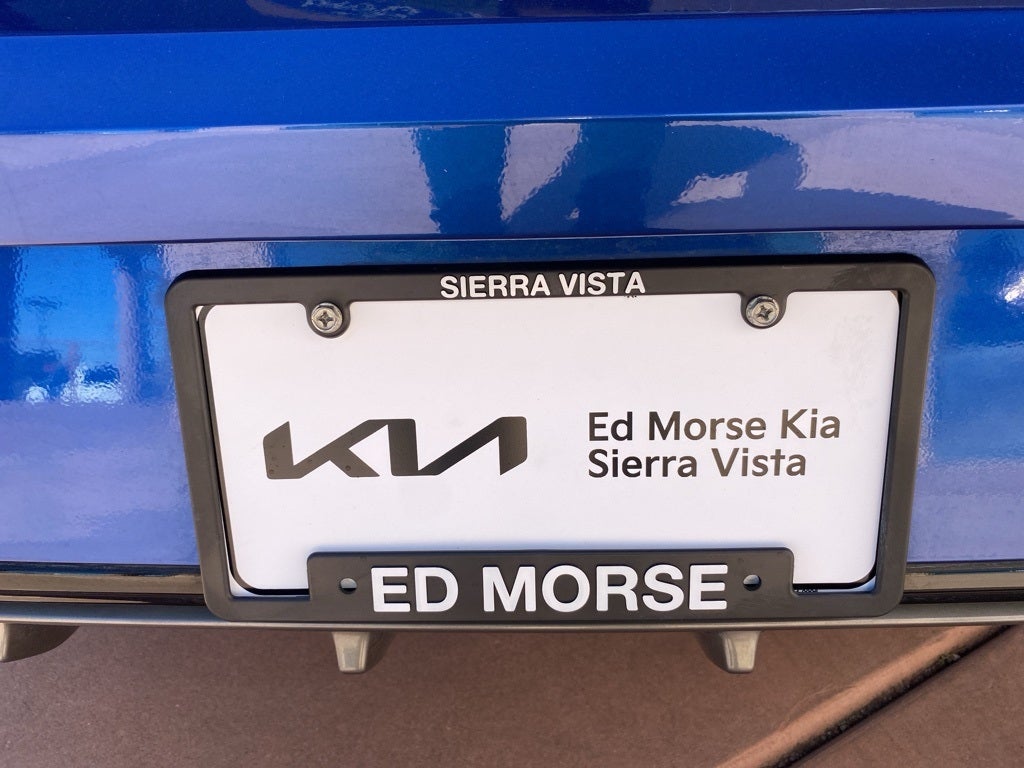 SIERRA VISTA
KIA
Ed Morse Kia
Sierra Vista
ED MORSE